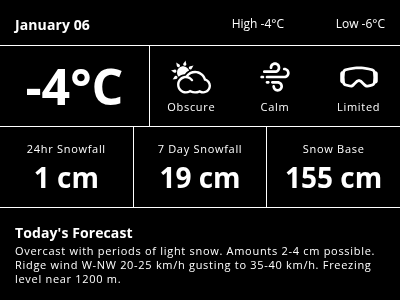 January 06 High -4°C Low -6°C
-4°C
Obscure Calm Limited
24hr Snowfall 7 Day Snowfall Snow Base
1 cm 19 cm 155 cm
Today's Forecast
Overcast with periods of light snow. Amounts 2-4 cm possible.
Ridge wind W-NW 20-25 km/h gusting to 35-40 km/h. Freezing
level near 1200 m.